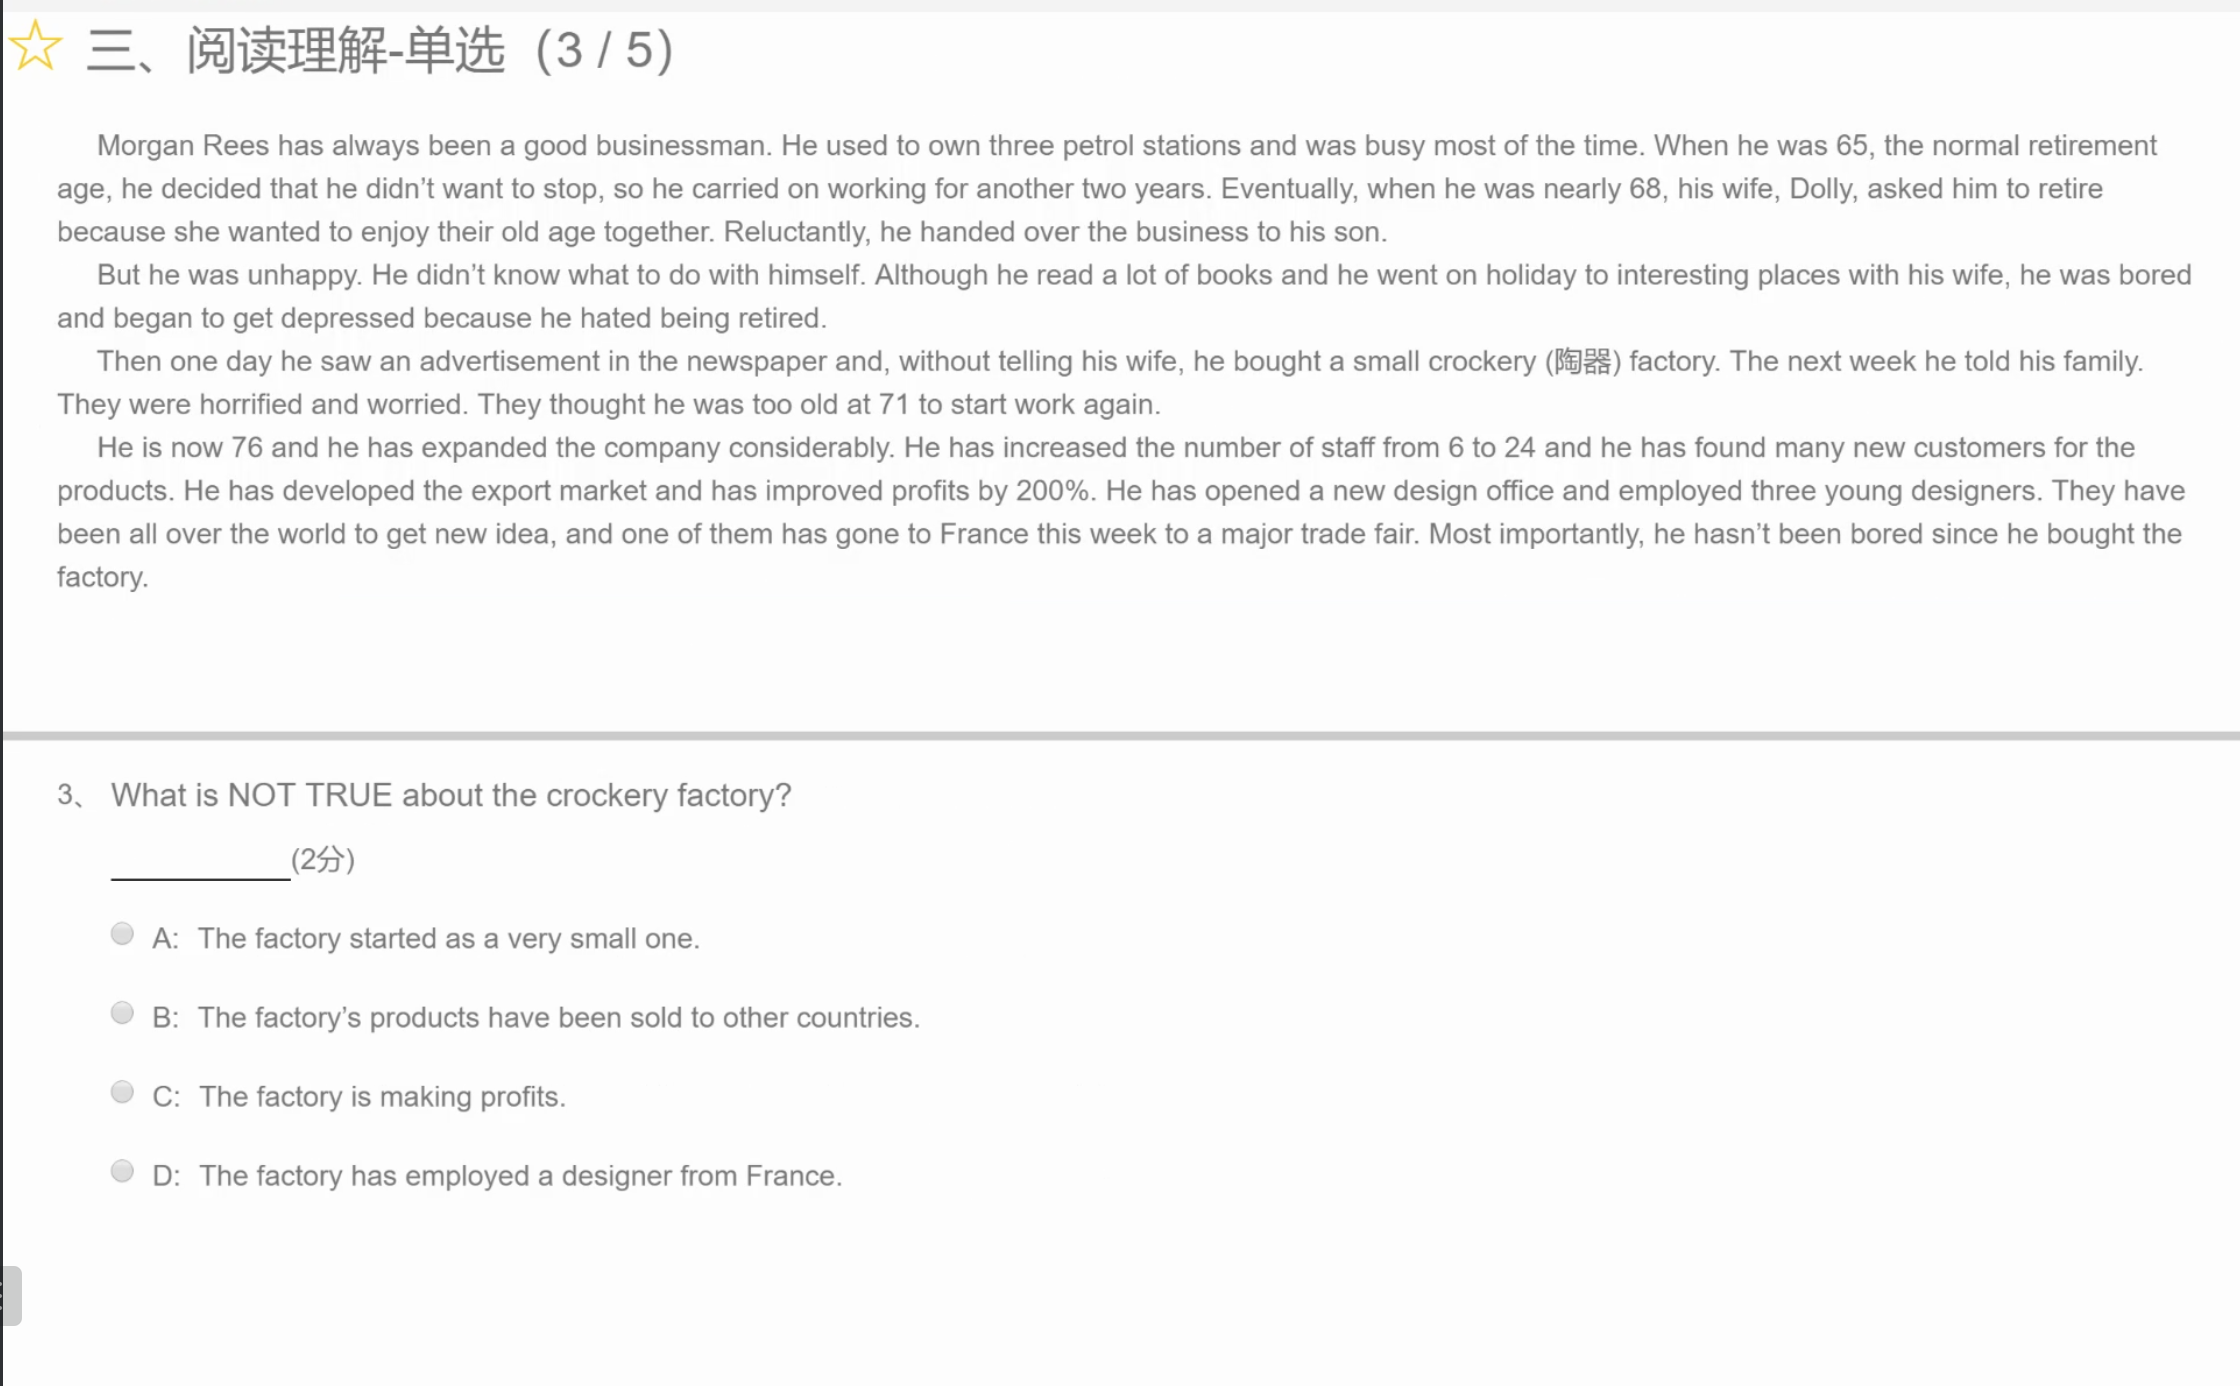 三、阅读理解-单选（3 / 5）
Morgan Rees has always been a good businessman. He used to own three petrol stations and was busy most of the time. When he was 65, the normal retirement
age, he decided that he didn’t want to stop, so he carried on working for another two years. Eventually, when he was nearly 68, his wife, Dolly, asked him to retire
because she wanted to enjoy their old age together. Reluctantly, he handed over the business to his son.
But he was unhappy. He didn’t know what to do with himself. Although he read a lot of books and he went on holiday to interesting places with his wife, he was bored
and began to get depressed because he hated being retired.
Then one day he saw an advertisement in the newspaper and, without telling his wife, he bought a small crockery (陶器) factory. The next week he told his family.
They were horrified and worried. They thought he was too old at 71 to start work again.
He is now 76 and he has expanded the company considerably. He has increased the number of staff from 6 to 24 and he has found many new customers for the
products. He has developed the export market and has improved profits by 200%. He has opened a new design office and employed three young designers. They have
been all over the world to get new idea, and one of them has gone to France this week to a major trade fair. Most importantly, he hasn’t been bored since he bought the
factory.
3、 What is NOT TRUE about the crockery factory?
__________(2分)
A: The factory started as a very small one.
B: The factory’s products have been sold to other countries.
C: The factory is making profits.
D: The factory has employed a designer from France.